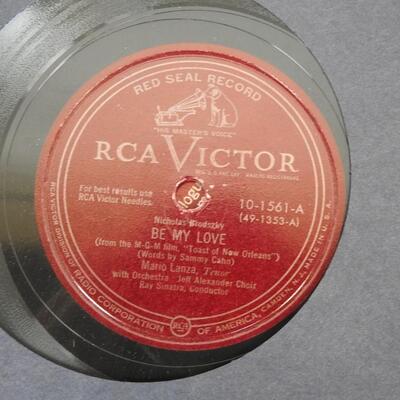 RED SEAL RECORD
"HIS MASTER'S VOICE"
RCA VICTOR
For best results use
RCA Victor Needles.
10-1561-A
(49-1353-A)
Nicholas Brodszky
BE MY LOVE
(from the M-G-M film, "Toast of New Orleans")
(Words by Sammy Cahn)
Mario Lanza, Tenor
with Orchestra Jeff Alexander Choir
Ray Sinatra, Conductor
RCA VICTOR DIVISION OF RADIO CORPORATION OF AMERICA, CAMDEN, N.J. MADE IN U.S.A.
RCA